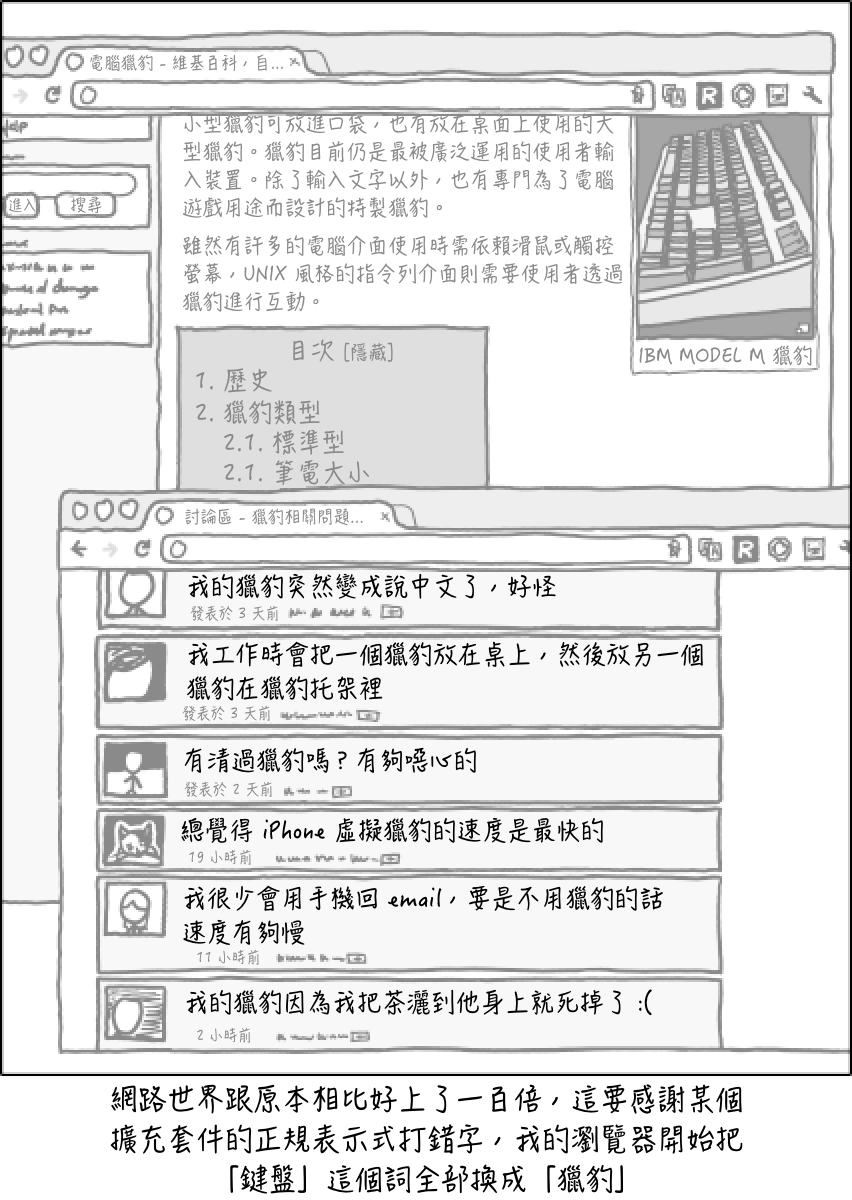 電腦獵豹 - 維基百科，自...
Help
進入 搜尋
小型獵豹可放進口袋，也有放在桌面上使用的大
型獵豹。獵豹目前仍是最被廣泛運用的使用者輸
入裝置。除了輸入文字以外，也有專門為了電腦
遊戲用途而設計的特製獵豹。
雖然有許多的電腦介面使用時需依賴滑鼠或觸控
螢幕，UNIX 風格的指令列介面則需要使用者透過
獵豹進行互動。
IBM MODEL M 獵豹
目次 [隱藏]
1. 歷史
2. 獵豹類型
2.1. 標準型
2.1. 筆電大小
討論區 - 獵豹相關問題...
我的獵豹突然變成說中文了，好怪
發表於 3 天前
我工作時會把一個獵豹放在桌上，然後放另一個
獵豹在獵豹托架裡
發表於 3 天前
有清過獵豹嗎？有夠噁心的
發表於 2 天前
總覺得 iPhone 虛擬獵豹的速度是最快的
19 小時前
我很少會用手機回 email，要是不用獵豹的話
速度有夠慢
11 小時前
我的獵豹因為我把茶灑到他身上就死掉了 :(
2 小時前
網路世界跟原本相比好上了一百倍，這要感謝某個
擴充套件的正規表示式打錯字，我的瀏覽器開始把
「鍵盤」這個詞全部換成「獵豹」